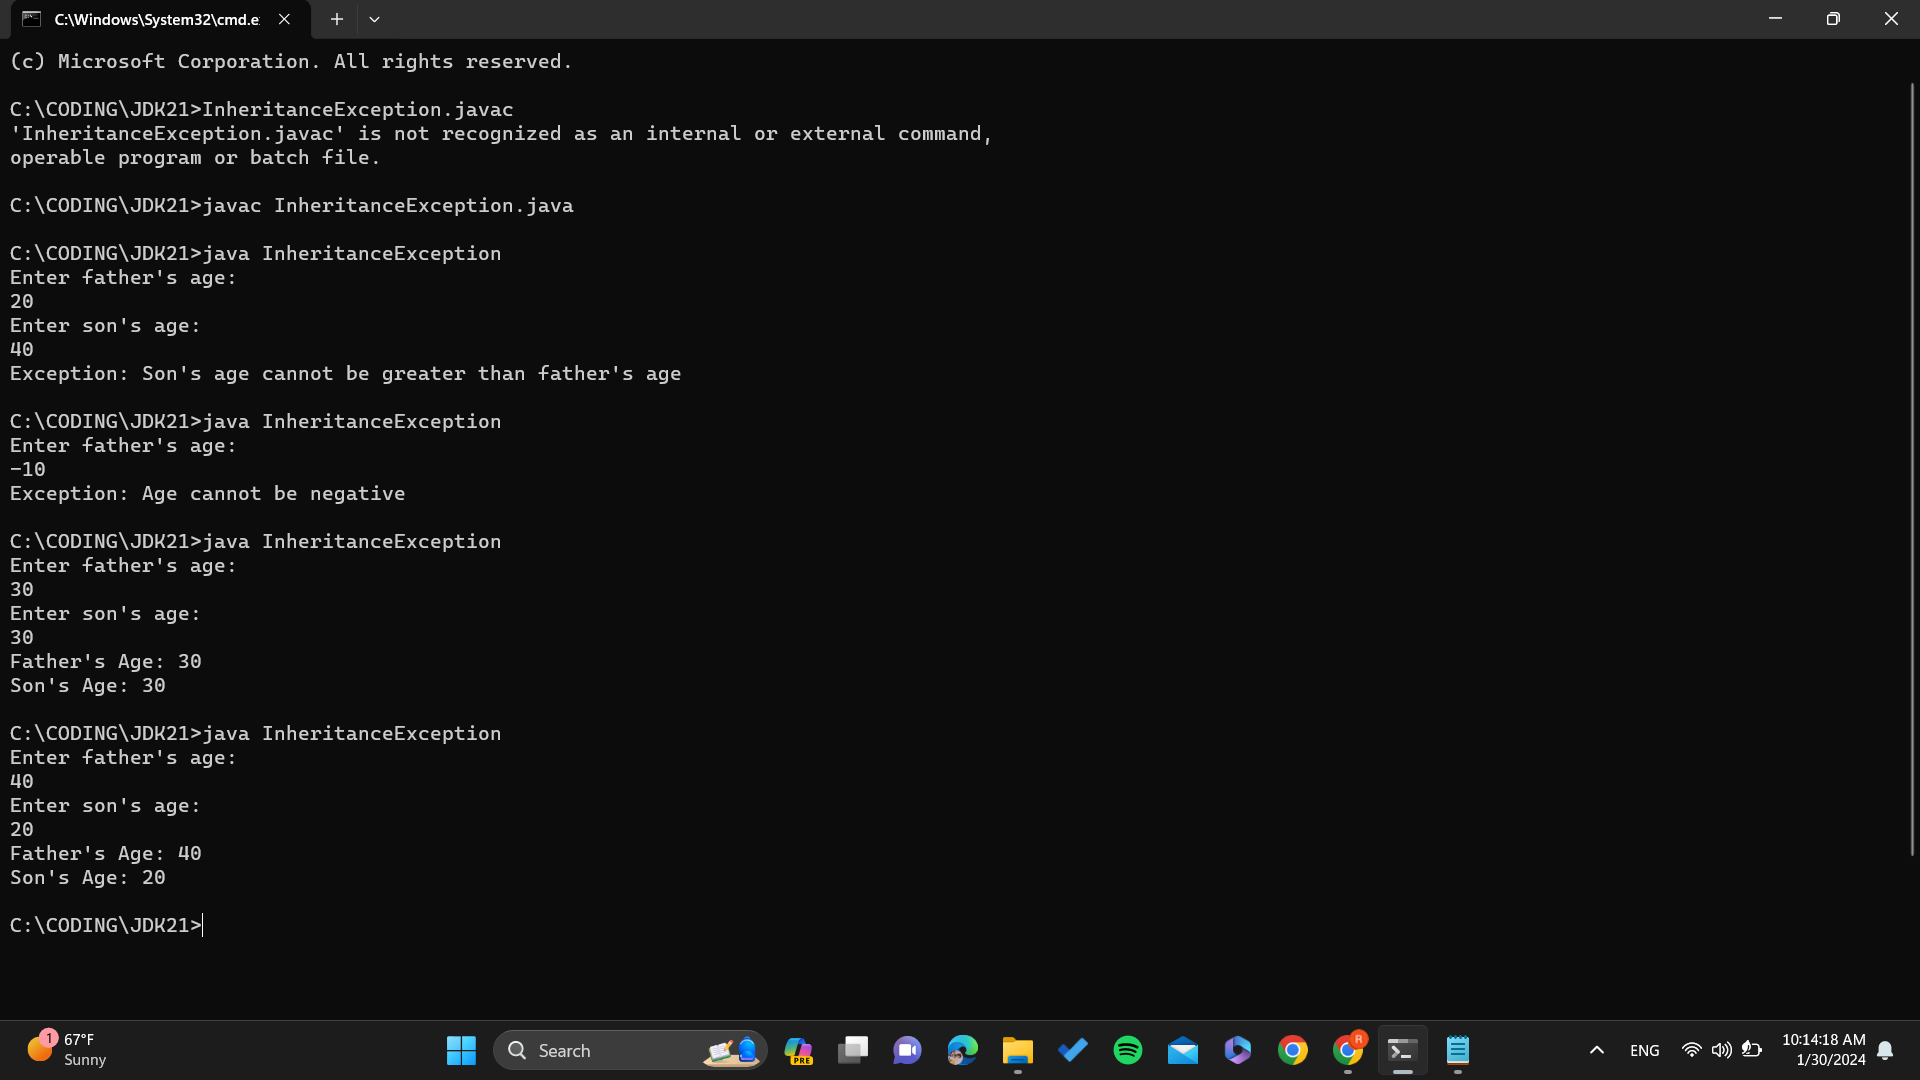 C:\Windows\System32\cmd.e
(c) Microsoft Corporation. All rights reserved.
C:\CODING\JDK21>InheritanceException.javac
'InheritanceException.javac' is not recognized as an internal or external command,
operable program or batch file.
C:\CODING\JDK21>javac InheritanceException.java
C:\CODING\JDK21>java InheritanceException
Enter father's age:
20
Enter son's age:
40
Exception: Son's age cannot be greater than father's age
C:\CODING\JDK21>java InheritanceException
Enter father's age:
-10
Exception: Age cannot be negative
C:\CODING\JDK21>java InheritanceException
Enter father's age:
30
Enter son's age:
30
Father's Age: 30
Son's Age: 30
C:\CODING\JDK21>java InheritanceException
Enter father's age:
40
Enter son's age:
20
Father's Age: 40
Son's Age: 20
C:\CODING\JDK21>
1
67°F
Sunny
Search
PRE
R
ENG
10:14:18 AM
1/30/2024